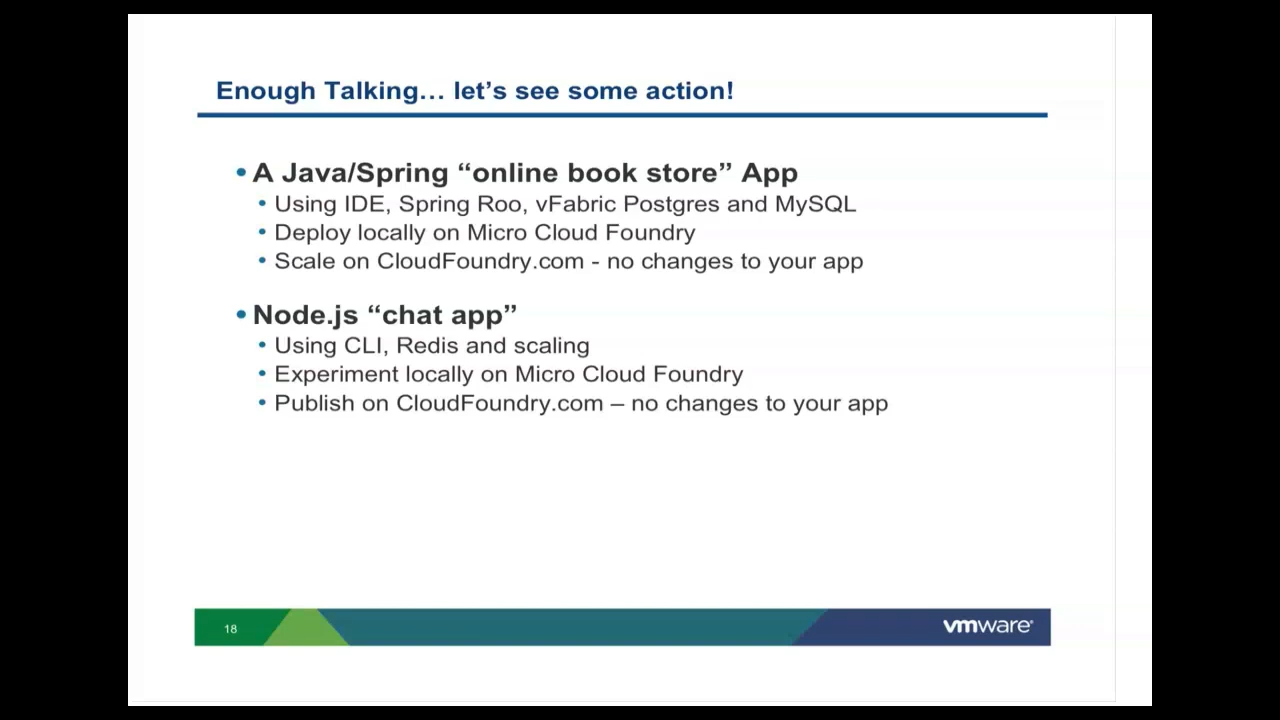 Enough Talking… let’s see some action!
• A Java/Spring “online book store” App
• Using IDE, Spring Roo, vFabric Postgres and MySQL
• Deploy locally on Micro Cloud Foundry
• Scale on CloudFoundry.com - no changes to your app
• Node.js “chat app”
• Using CLI, Redis and scaling
• Experiment locally on Micro Cloud Foundry
• Publish on CloudFoundry.com – no changes to your app
18
vmware®